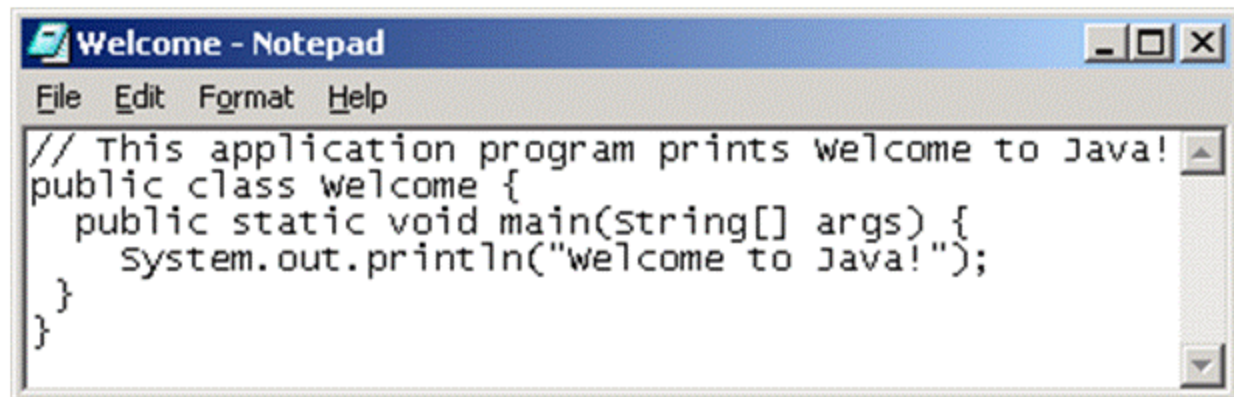 Welcome - Notepad
File Edit Format Help
// This application program prints Welcome to Java!
public class Welcome {
  public static void main(String[] args) {
    System.out.println("Welcome to Java!");
 }
}